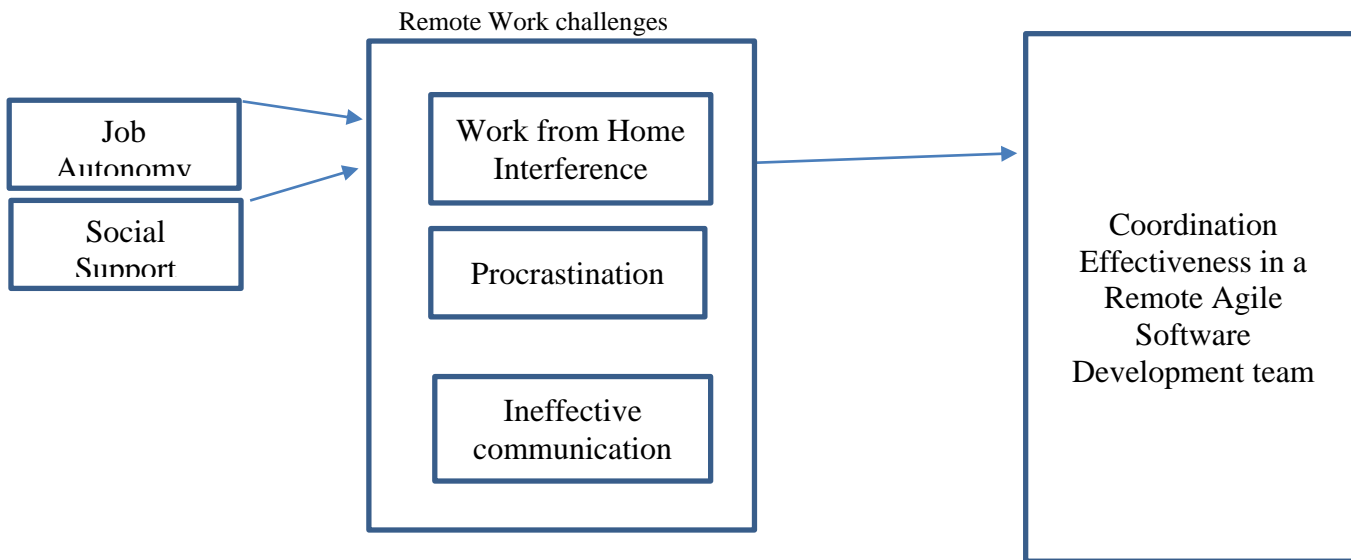 Remote Work challenges
Job
Autonomy
Social
Support
Work from Home
Interference
Procrastination
Ineffective
communication
Coordination
Effectiveness in a
Remote Agile
Software
Development team